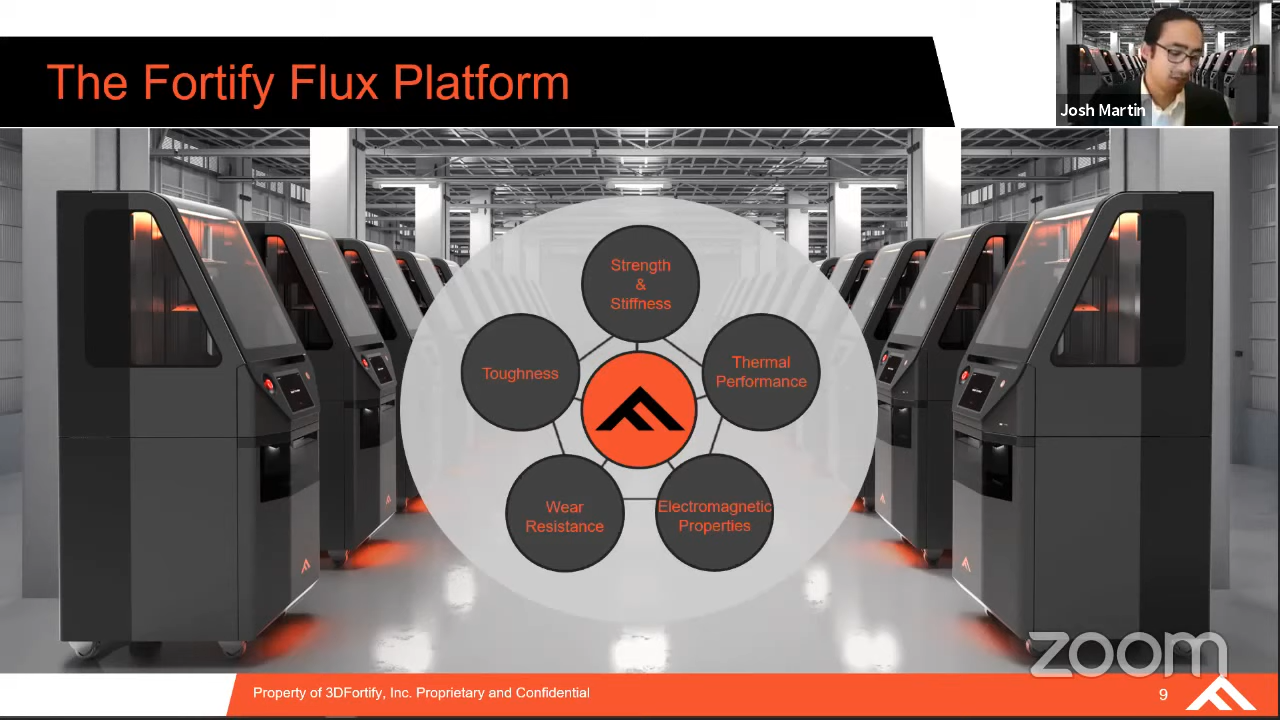 The Fortify Flux Platform
Josh Martin
Strength
&
Stiffness
Toughness
Thermal
Performance
Wear
Resistance
Electromagnetic
Properties
zoom
Property of 3DFortify, Inc. Proprietary and Confidential
9